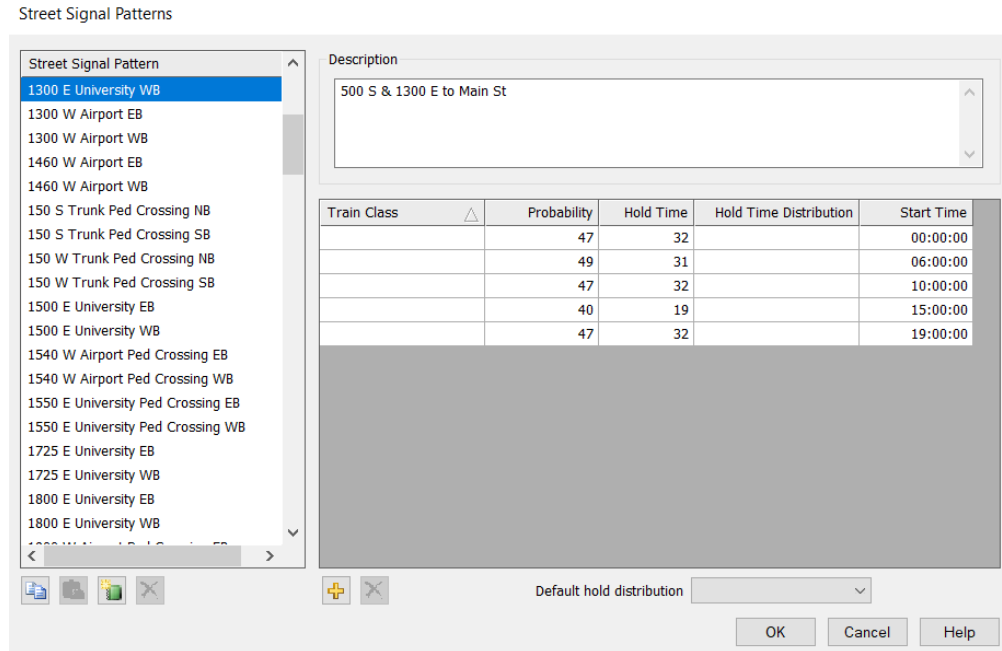 Street Signal Patterns
Street Signal Pattern
1300 E University WB
1300 W Airport EB
1300 W Airport WB
1460 W Airport EB
1460 W Airport WB
150 S Trunk Ped Crossing NB
150 S Trunk Ped Crossing SB
150 W Trunk Ped Crossing NB
150 W Trunk Ped Crossing SB
1500 E University EB
1500 E University WB
1540 W Airport Ped Crossing EB
1540 W Airport Ped Crossing WB
1550 E University Ped Crossing EB
1550 E University Ped Crossing WB
1725 E University EB
1725 E University WB
1800 E University EB
1800 E University WB
Description
500 S & 1300 E to Main St
Train Class Probability Hold Time Hold Time Distribution Start Time
47 32 00:00:00
49 31 06:00:00
47 32 10:00:00
40 19 15:00:00
47 32 19:00:00
Default hold distribution
OK Cancel Help